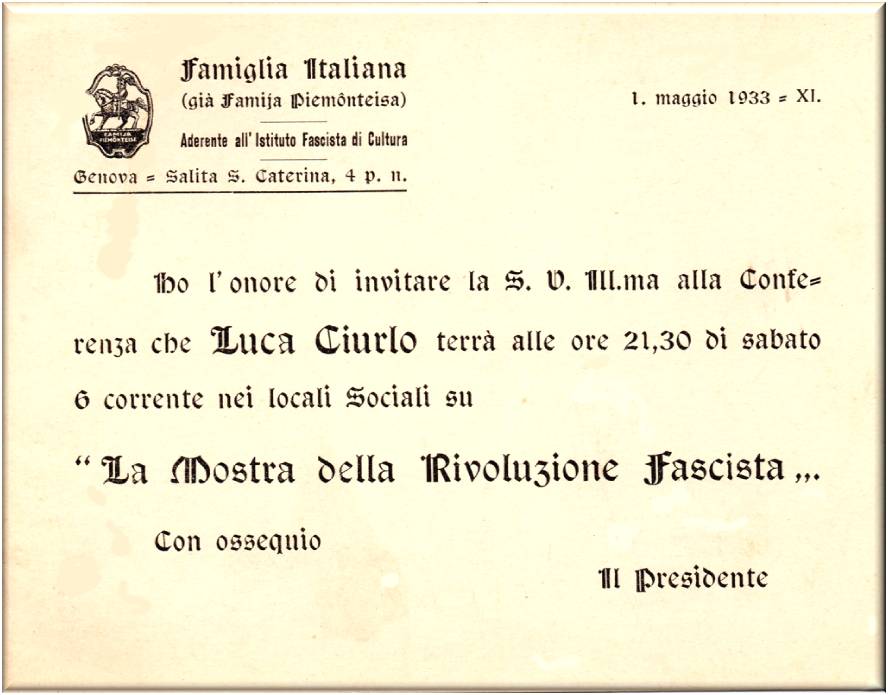 Famiglia Italiana
(già Famija Piemônteisa)
Aderente all' Istituto Fascista di Cultura
Genova = Salita S. Caterina, 4 p. n.
FAMIJA
PIEMÔNTEISE
1. maggio 1933 = XI.
Ho l'onore di invitare la S. V. Ill.ma alla Confe=
renza che Luca Ciurlo terrà alle ore 21,30 di sabato
6 corrente nei locali Sociali su
“ La Mostra della Rivoluzione Fascista „.
Con ossequio
Il Presidente